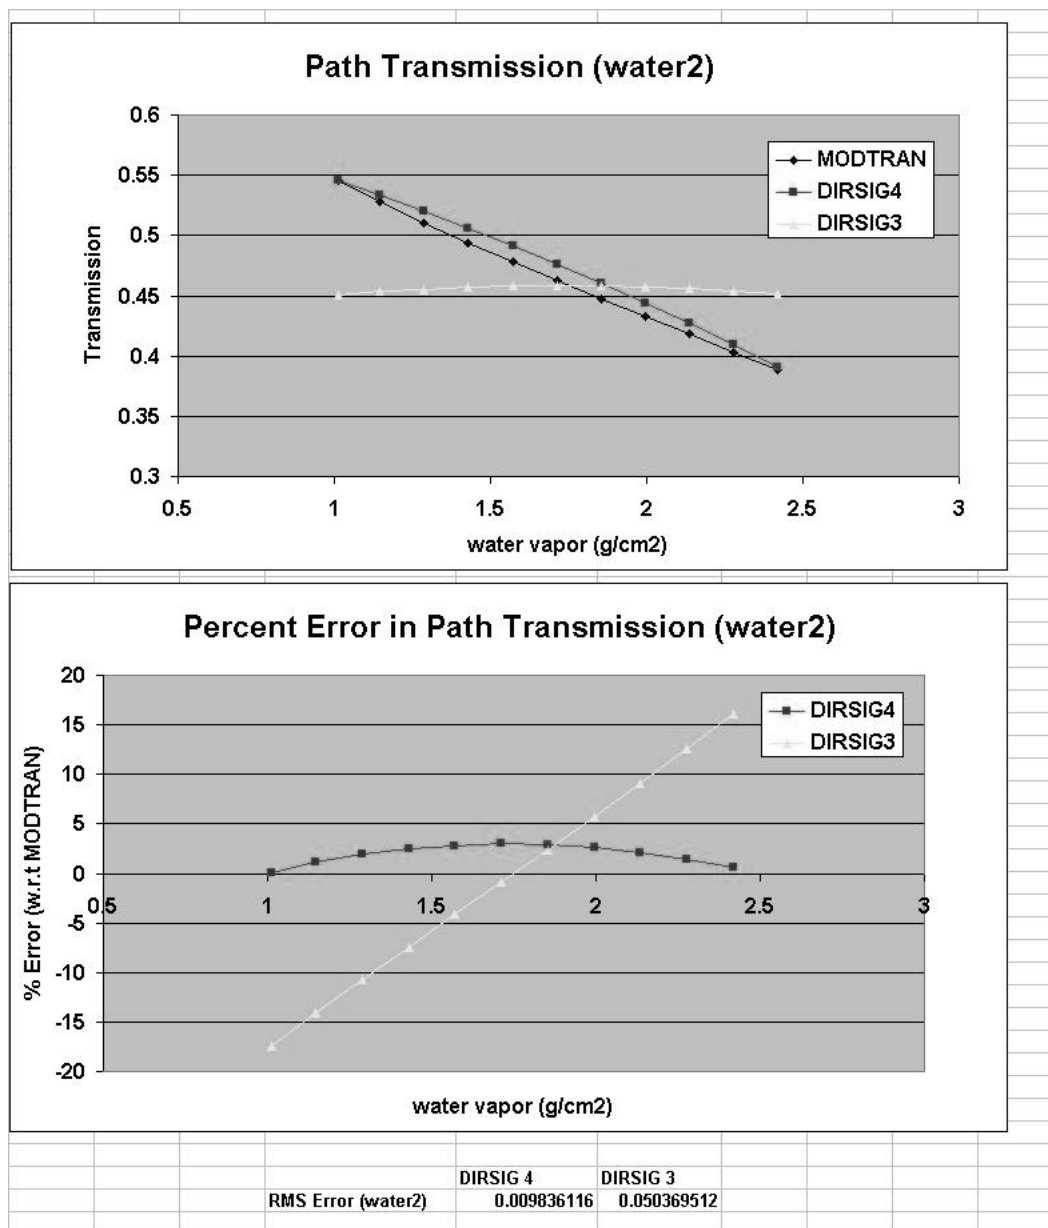 Path Transmission (water2)
0.6
0.55
0.5
0.45
0.4
0.35
0.3
Transmission
MODTRAN
DIRSIG4
DIRSIG3
0.5 1 1.5 2 2.5 3
water vapor (g/cm2)
Percent Error in Path Transmission (water2)
20
15
10
5
0
-5
-10
-15
-20
% Error (w.r.t MODTRAN)
DIRSIG4
DIRSIG3
0.5 1 1.5 2 2.5 3
water vapor (g/cm2)
DIRSIG 4 DIRSIG 3
RMS Error (water2) 0.009836116 0.050369512